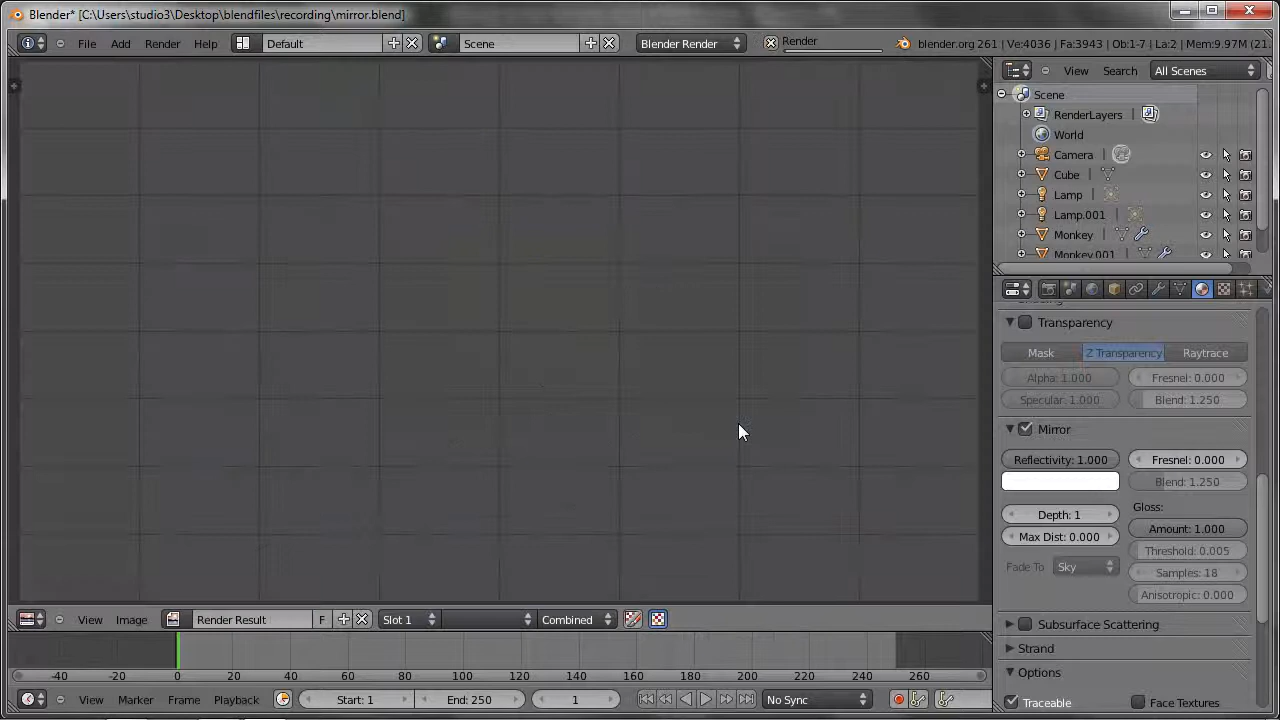 Blender* [C:\Users\studio3\Desktop\blendfiles\recording\mirror.blend]
File Add Render Help Default Scene Blender Render Render blender.org 261 | Ve:4036 | Fa:3943 | Ob:1-7 | La:2 | Mem:9.97M (21.
View Search All Scenes
Scene
RenderLayers
World
Camera
Cube
Lamp
Lamp.001
Monkey
Monkey.001
Transparency
Mask Z Transparency Raytrace
Alpha: 1.000 Fresnel: 0.000
Specular: 1.000 Blend: 1.250
Mirror
Reflectivity: 1.000 Fresnel: 0.000
Blend: 1.250
Gloss:
Depth: 1
Amount: 1.000
Max Dist: 0.000
Threshold: 0.005
Fade To Sky
Samples: 18
Anisotropic: 0.000
Subsurface Scattering
Strand
Options
Traceable Face Textures
View Image Render Result F Slot 1 Combined
-40 -20 0 20 40 60 80 100 120 140 160 180 200 220 240 260
View Marker Frame Playback Start: 1 End: 250 1 No Sync